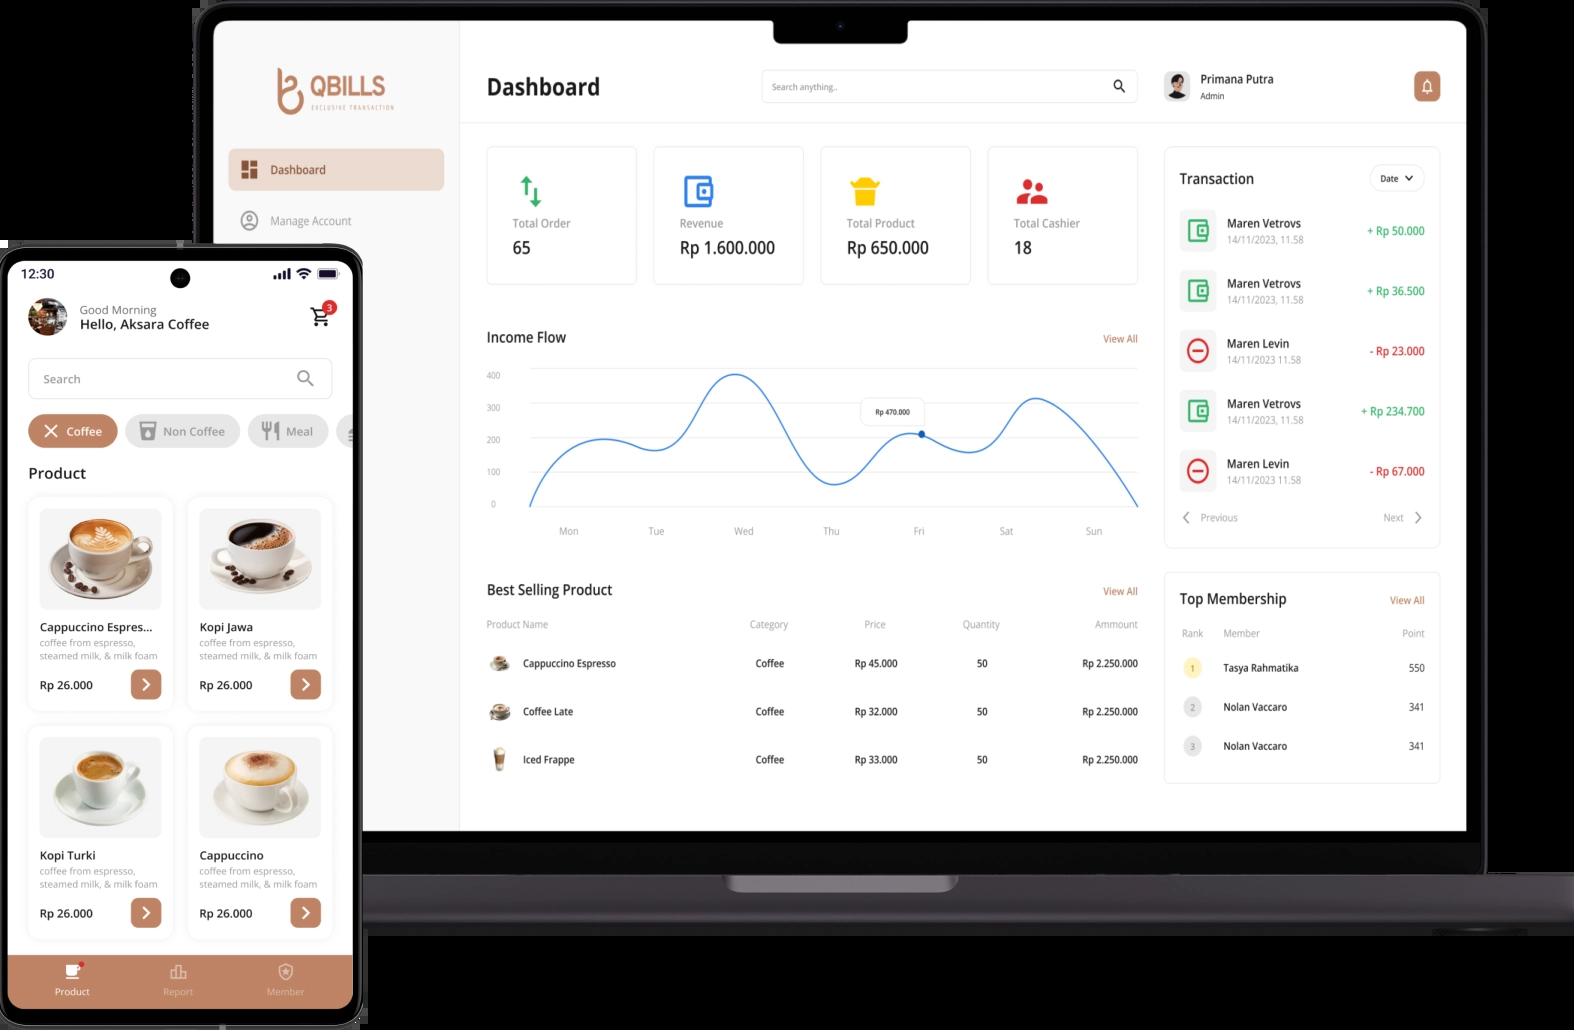 QBILLS
EXCLUSIVE TRANSACTION
Dashboard
Manage Account
Dashboard
Search anything..
Primana Putra
Admin
Total Order
65
Revenue
Rp 1.600.000
Total Product
Rp 650.000
Total Cashier
18
Income Flow
View All
400
300
200
100
0
Rp 470.000
Mon Tue Wed Thu Fri Sat Sun
Best Selling Product
View All
Product Name Category Price Quantity Ammount
Cappuccino Espresso Coffee Rp 45.000 50 Rp 2.250.000
Coffee Late Coffee Rp 32.000 50 Rp 2.250.000
Iced Frappe Coffee Rp 33.000 50 Rp 2.250.000
Transaction
Date
Maren Vetrovs
14/11/2023, 11.58
+ Rp 50.000
Maren Vetrovs
14/11/2023, 11.58
+ Rp 36.500
Maren Levin
14/11/2023 11.58
- Rp 23.000
Maren Vetrovs
14/11/2023, 11.58
+ Rp 234.700
Maren Levin
14/11/2023 11.58
- Rp 67.000
Previous
Next
Top Membership
View All
Rank Member Point
1 Tasya Rahmatika 550
2 Nolan Vaccaro 341
3 Nolan Vaccaro 341
12:30
Good Morning
Hello, Aksara Coffee
3
Search
Coffee
Non Coffee
Meal
Product
Cappuccino Espres...
coffee from espresso,
steamed milk, & milk foam
Rp 26.000
Kopi Jawa
coffee from espresso,
steamed milk, & milk foam
Rp 26.000
Kopi Turki
coffee from espresso,
steamed milk, & milk foam
Rp 26.000
Cappuccino
coffee from espresso,
steamed milk, & milk foam
Rp 26.000
Product
Report
Member